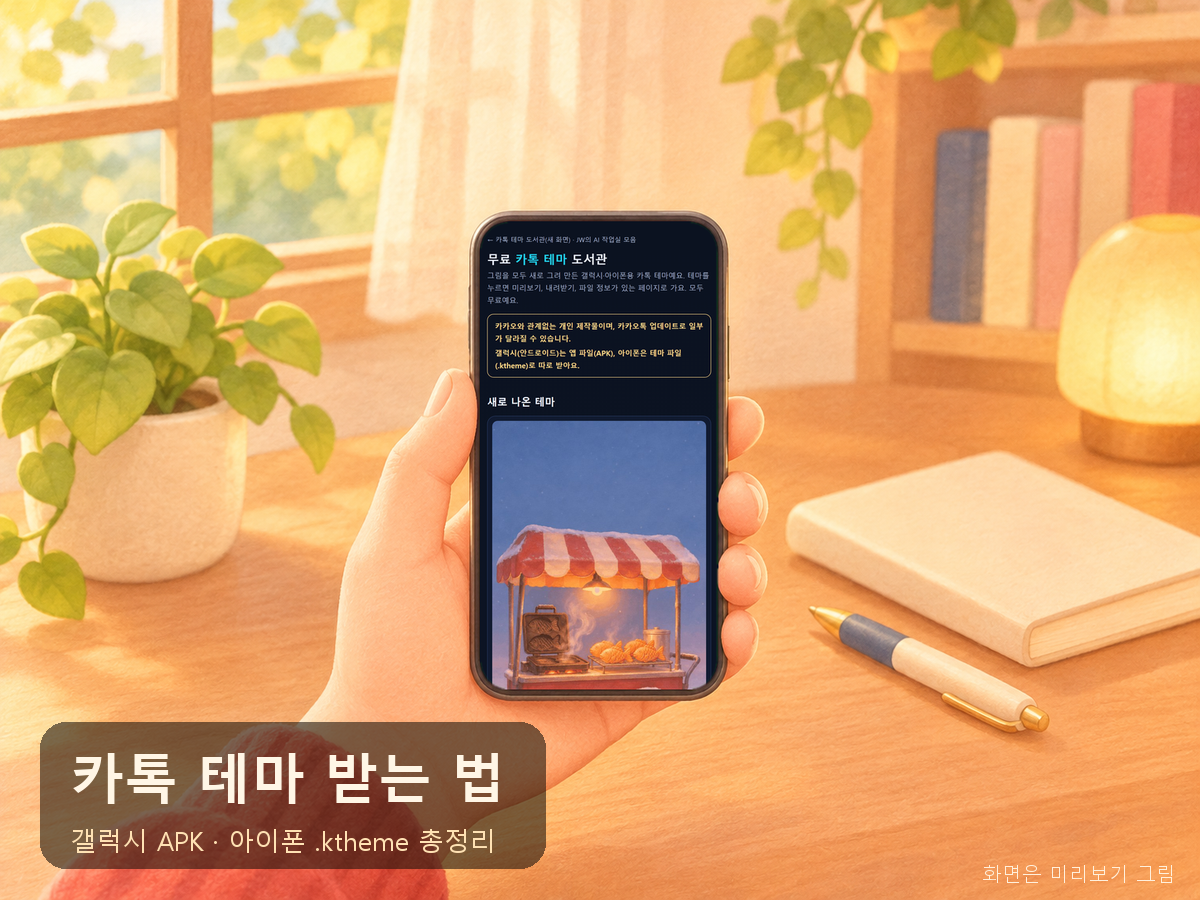 ← 카톡 테마 도서관(새 화면) · JW의 AI 작업실 모음
무료 카톡 테마 도서관
그림을 모두 새로 그려 만든 갤럭시·아이폰용 카톡 테마예요. 테마를
누르면 미리보기, 내려받기, 파일 정보가 있는 페이지로 가요. 모두
무료예요.
카카오와 관계없는 개인 제작물이며, 카카오톡 업데이트로 일부
가 달라질 수 있습니다.
갤럭시(안드로이드)는 앱 파일(APK), 아이폰은 테마 파일
(.ktheme)로 따로 받아요.
새로 나온 테마
카톡 테마 받는 법
갤럭시 APK · 아이폰 .ktheme 총정리
화면은 미리보기 그림